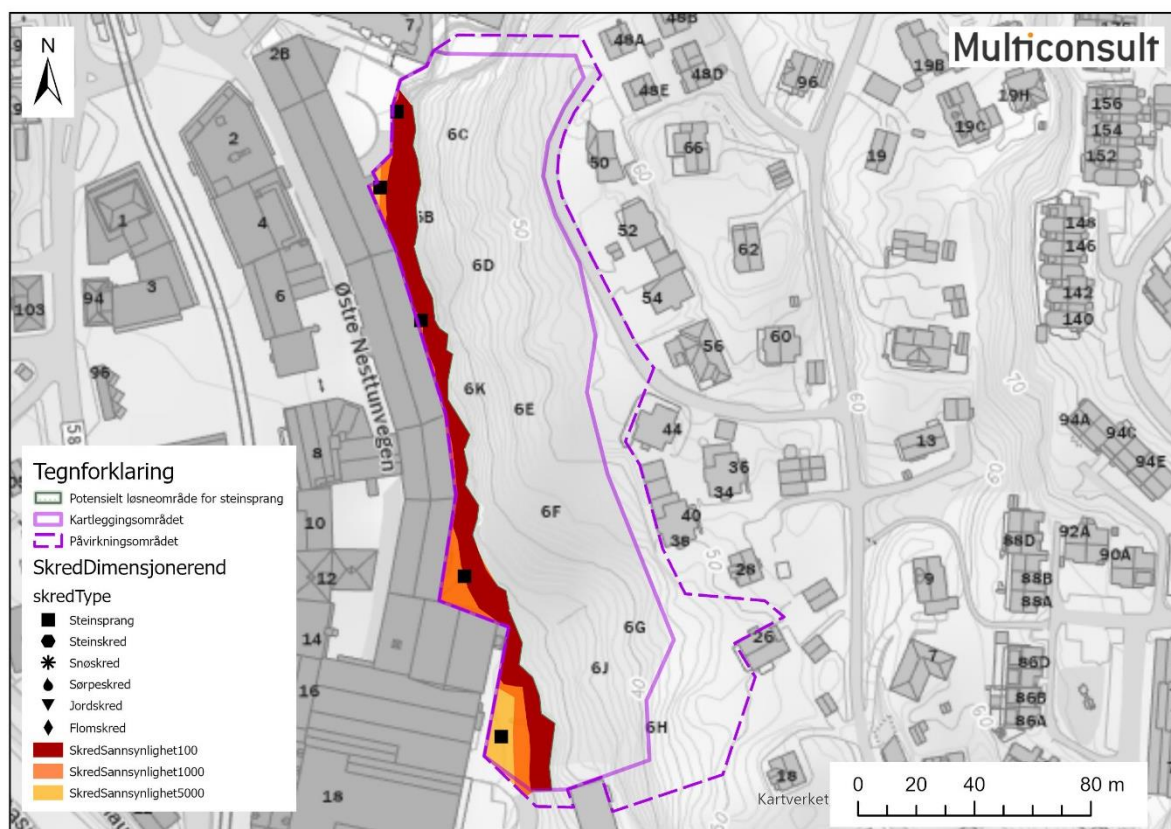 N
Multiconsult
7
48B
48A
48D
48E
96
19B
19H
19C
156
154
152
2B
2
6C
50
60
66
19
1
4
6B
50
52
62
148
146
6D
94
3
6
54
142
140
103
Østre Nesttunvegen
56
60
70
96
6K
6E
60
58
8
44
13
94A
94C
94E
36
34
60
10
6F
40
38
50
88D
92A
90A
12
28
9
88B
88A
14
6G
26
7
86D
16
6J
40
86B
86A
6H
60
18
18
50
Tegnforklaring
Potensielt løsneområde for steinsprang
Kartleggingsområdet
Påvirkningsområdet
SkredDimensjonerend
skredType
Steinsprang
Steinskred
Snøskred
Sørpeskred
Jordskred
Flomskred
SkredSannsynlighet100
SkredSannsynlighet1000
SkredSannsynlighet5000
Kartverket
0 20 40 80 m